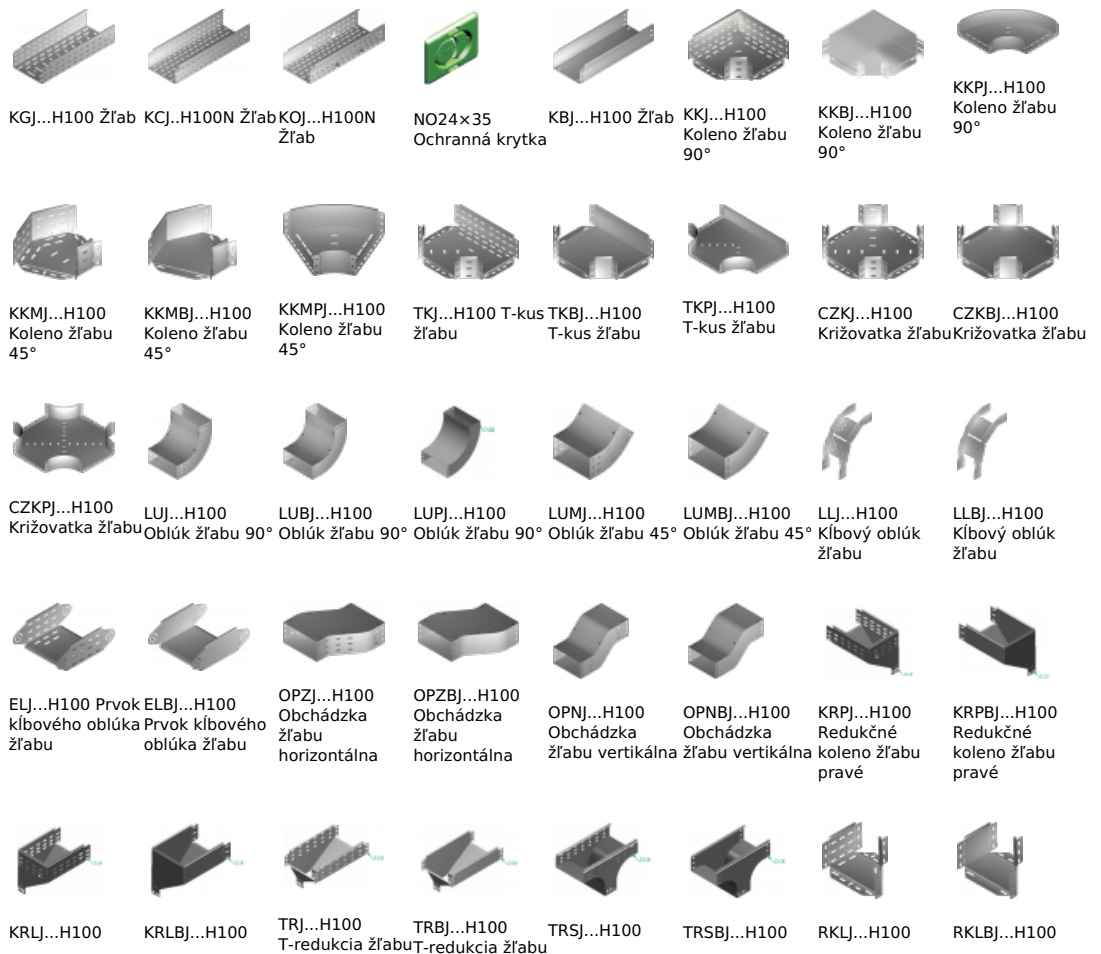 KGJ...H100 Žľab
KCJ..H100N Žľab
KOJ...H100N
Žľab
NO24×35
Ochranná krytka
KBJ...H100 Žľab
KKJ...H100
Koleno žľabu
90°
KKBJ...H100
Koleno žľabu
90°
KKPJ...H100
Koleno žľabu
90°
KKMJ...H100
Koleno žľabu
45°
KKMBJ...H100
Koleno žľabu
45°
KKMPJ...H100
Koleno žľabu
45°
TKJ...H100 T-kus
žľabu
TKBJ...H100
T-kus žľabu
TKPJ...H100
T-kus žľabu
CZKJ...H100
Križovatka žľabu
CZKBJ...H100
Križovatka žľabu
CZKPJ...H100
Križovatka žľabu
LUJ...H100
Oblúk žľabu 90°
LUBJ...H100
Oblúk žľabu 90°
LUPJ...H100
Oblúk žľabu 90°
LUMJ...H100
Oblúk žľabu 45°
LUMBJ...H100
Oblúk žľabu 45°
LLJ...H100
Kĺbový oblúk
žľabu
LLBJ...H100
Kĺbový oblúk
žľabu
ELJ...H100 Prvok
kĺbového oblúka
žľabu
ELBJ...H100
Prvok kĺbového
oblúka žľabu
OPZJ...H100
Obchádzka
žľabu
horizontálna
OPZBJ...H100
Obchádzka
žľabu
horizontálna
OPNJ...H100
Obchádzka
žľabu vertikálna
OPNBJ...H100
Obchádzka
žľabu vertikálna
KRPJ...H100
Redukčné
koleno žľabu
pravé
KRPBJ...H100
Redukčné
koleno žľabu
pravé
KRLJ...H100
KRLBJ...H100
TRJ...H100
T-redukcia žľabu
TRBJ...H100
T-redukcia žľabu
TRSJ...H100
TRSBJ...H100
RKLJ...H100
RKLBJ...H100